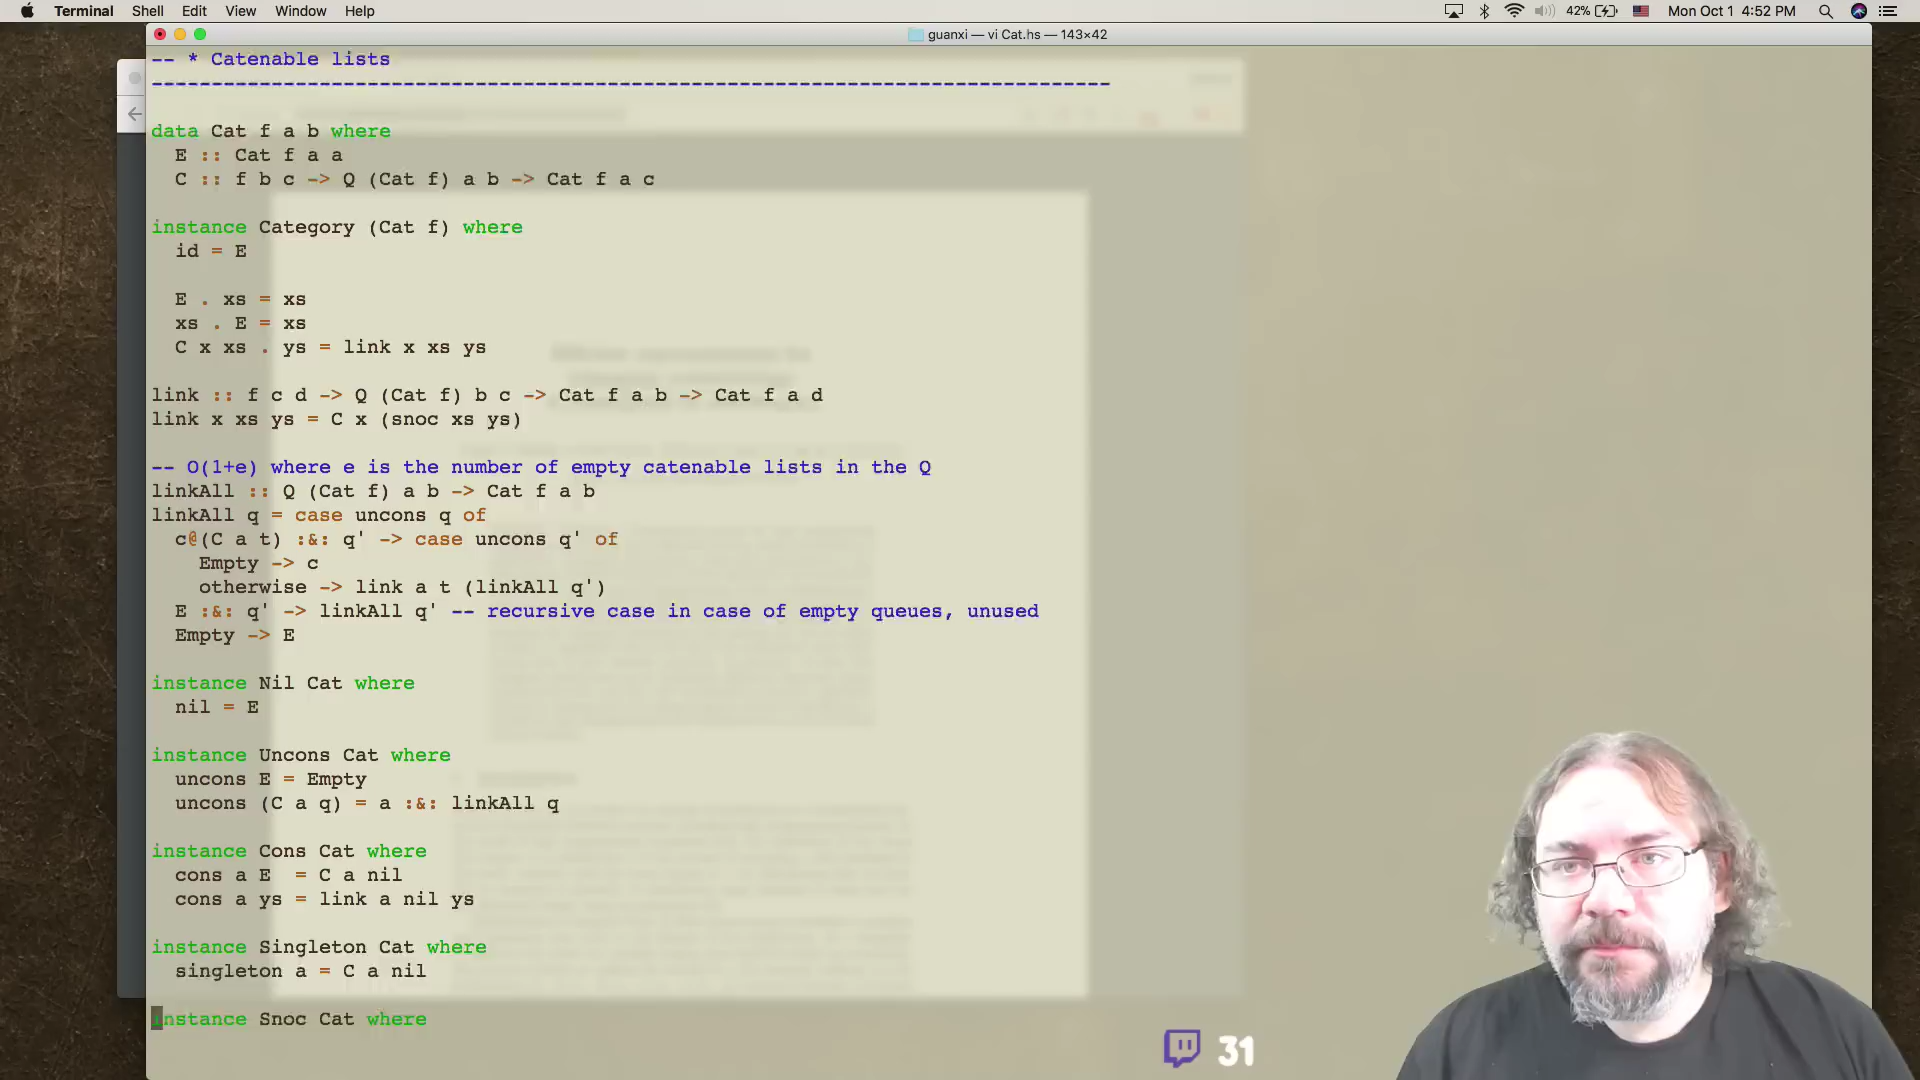 Terminal Shell Edit View Window Help
42% Mon Oct 1 4:52 PM
guanxi — vi Cat.hs — 143×42
-- * Catenable lists
--------------------------------------------------------------------------------
data Cat f a b where
  E :: Cat f a a
  C :: f b c -> Q (Cat f) a b -> Cat f a c
instance Category (Cat f) where
  id = E
  E . xs = xs
  xs . E = xs
  C x xs . ys = link x xs ys
link :: f c d -> Q (Cat f) b c -> Cat f a b -> Cat f a d
link x xs ys = C x (snoc xs ys)
-- O(1+e) where e is the number of empty catenable lists in the Q
linkAll :: Q (Cat f) a b -> Cat f a b
linkAll q = case uncons q of
  c@(C a t) :&: q' -> case uncons q' of
    Empty -> c
    otherwise -> link a t (linkAll q')
  E :&: q' -> linkAll q' -- recursive case in case of empty queues, unused
  Empty -> E
instance Nil Cat where
  nil = E
instance Uncons Cat where
  uncons E = Empty
  uncons (C a q) = a :&: linkAll q
instance Cons Cat where
  cons a E  = C a nil
  cons a ys = link a nil ys
instance Singleton Cat where
  singleton a = C a nil
instance Snoc Cat where
31